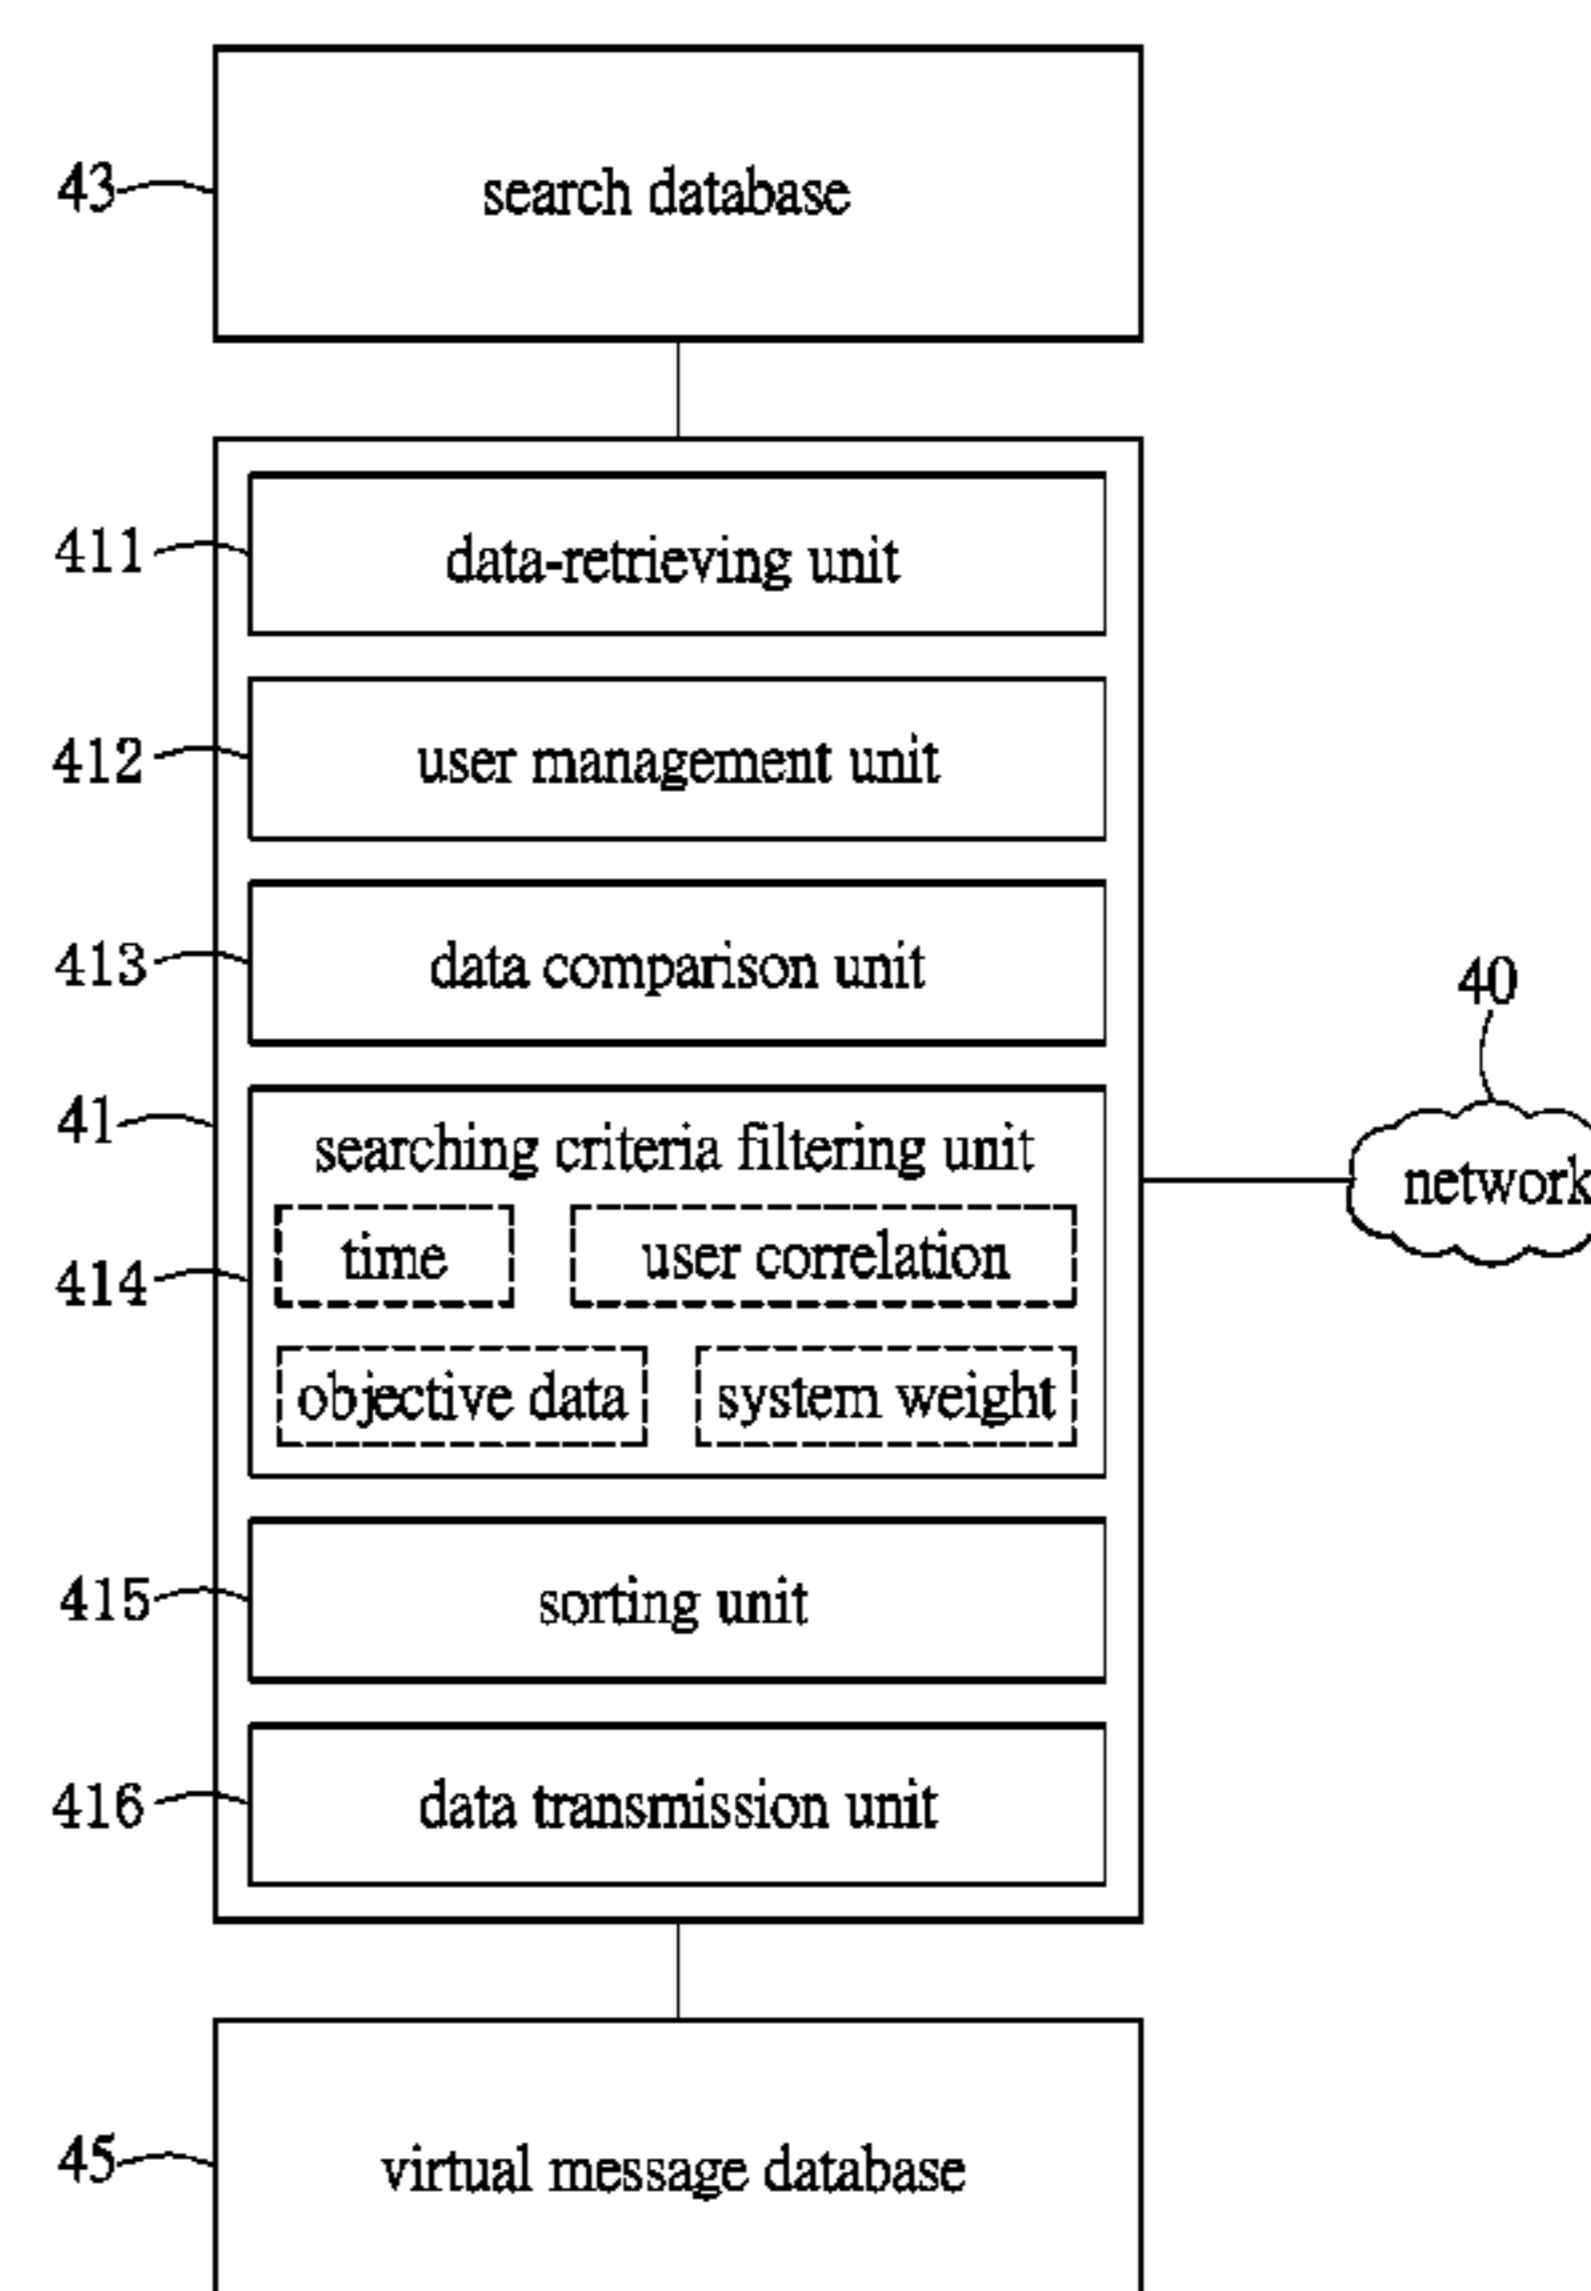 43
search database
411
data-retrieving unit
412
user management unit
413
data comparison unit
40
41
searching criteria filtering unit
network
414
time
user correlation
objective data
system weight
415
sorting unit
416
data transmission unit
45
virtual message database